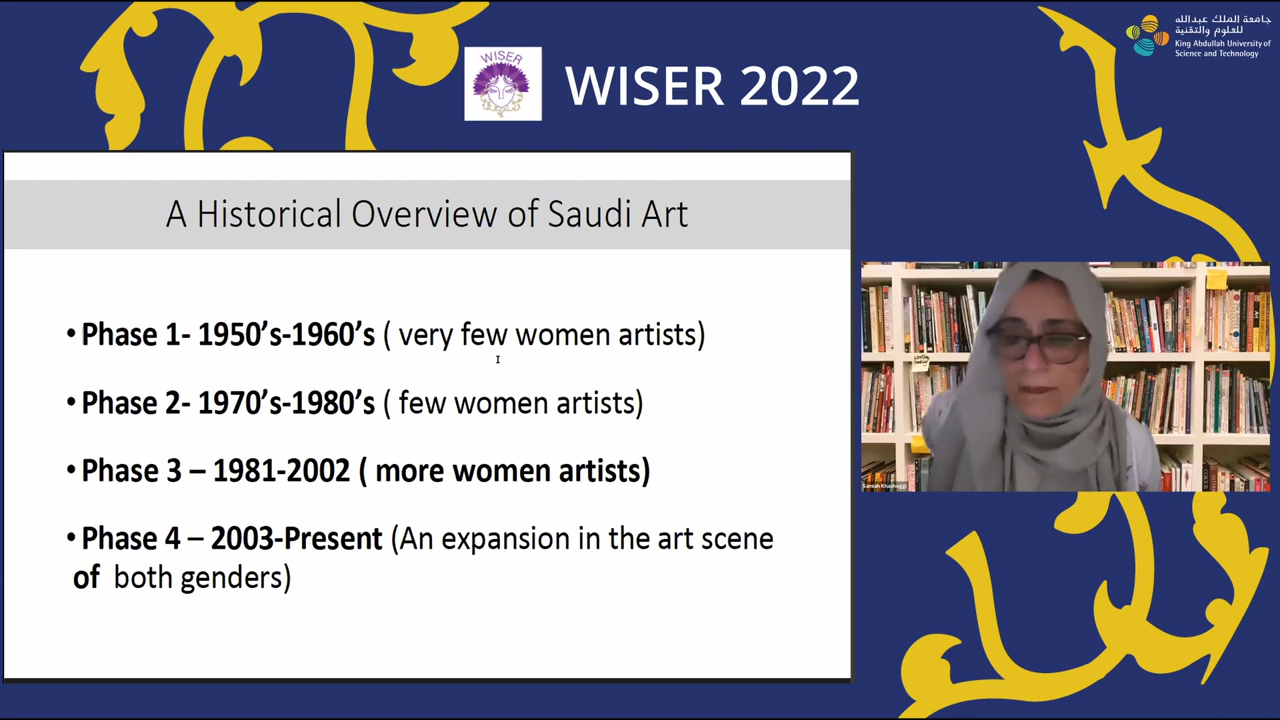 جامعة الملك عبدالله
للعلوم والتقنية
King Abdullah University of
Science and Technology
WISER
WISER 2022
A Historical Overview of Saudi Art
•Phase 1- 1950’s-1960’s ( very few women artists)
•Phase 2- 1970’s-1980’s ( few women artists)
•Phase 3 – 1981-2002 ( more women artists)
•Phase 4 – 2003-Present (An expansion in the art scene
of both genders)
Samiah Khashoggi